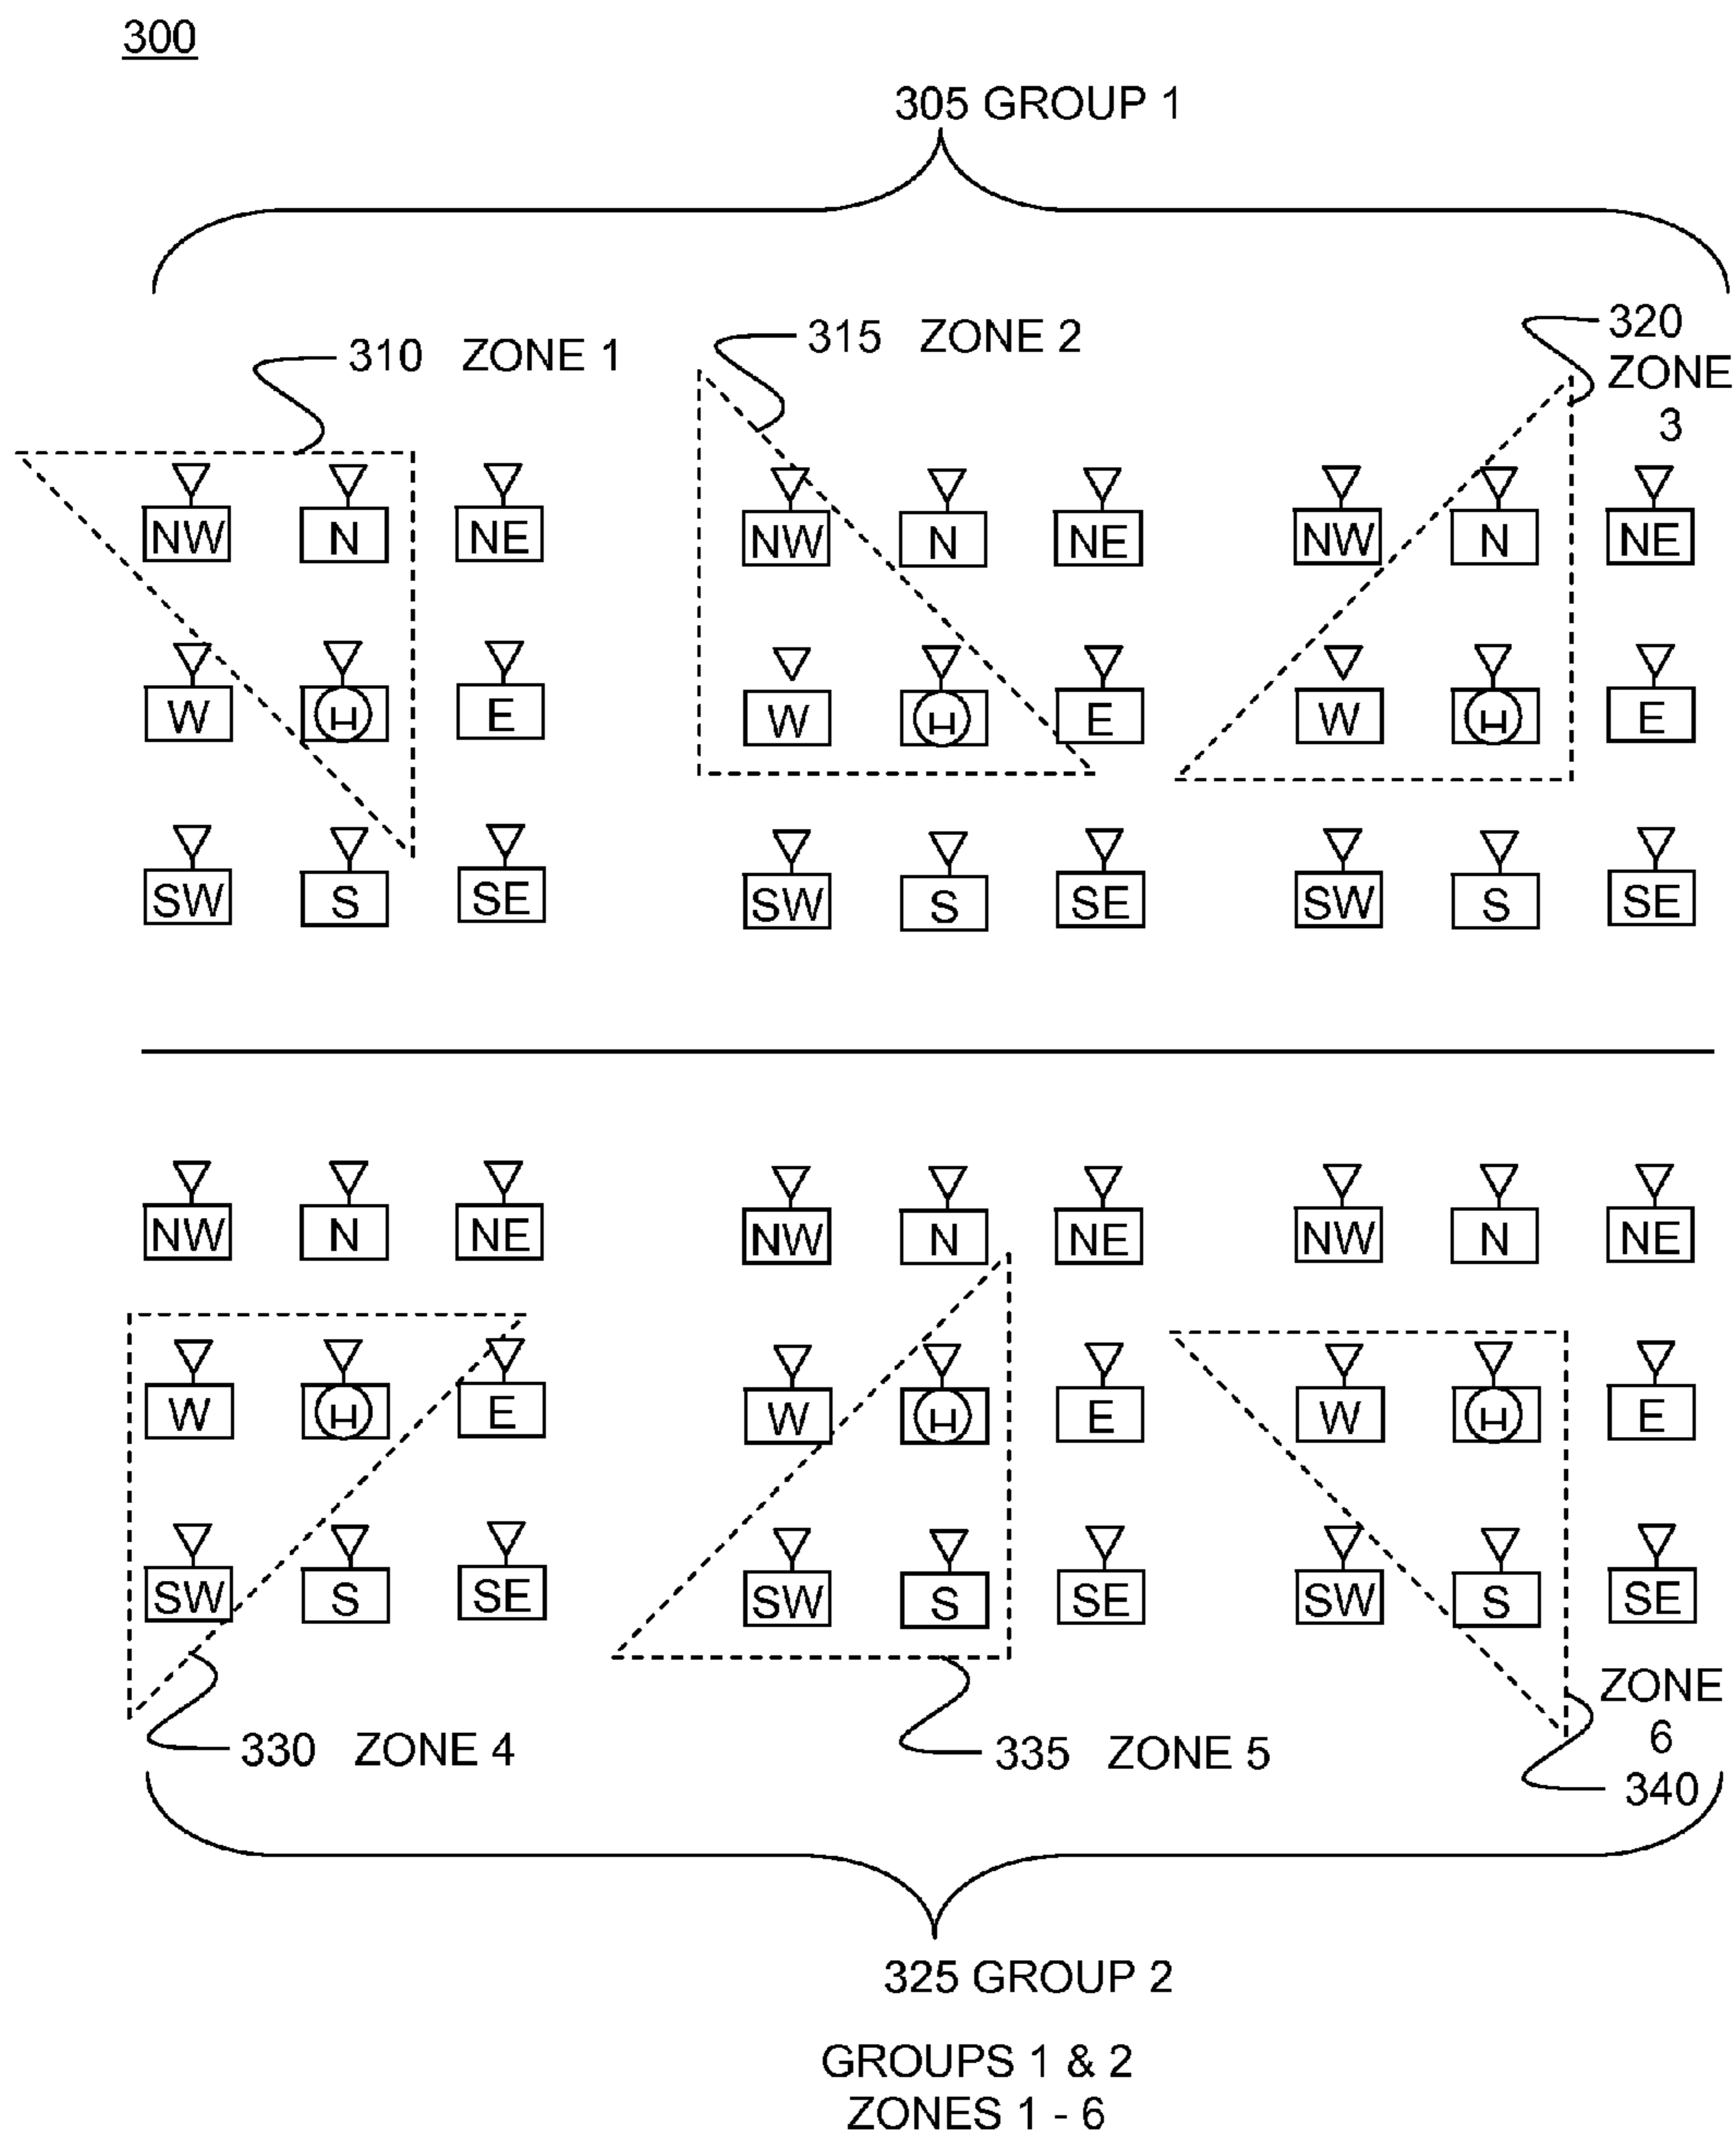 300
305 GROUP 1
310 ZONE 1
315 ZONE 2
320
ZONE
3
NW N NE NW N NE NW N NE
W H E W H E W H E
SW S SE SW S SE SW S SE
NW N NE NW N NE NW N NE
W H E W H E W H E
SW S SE SW S SE SW S SE
330 ZONE 4
335 ZONE 5
ZONE
6
340
325 GROUP 2
GROUPS 1 & 2
ZONES 1 - 6